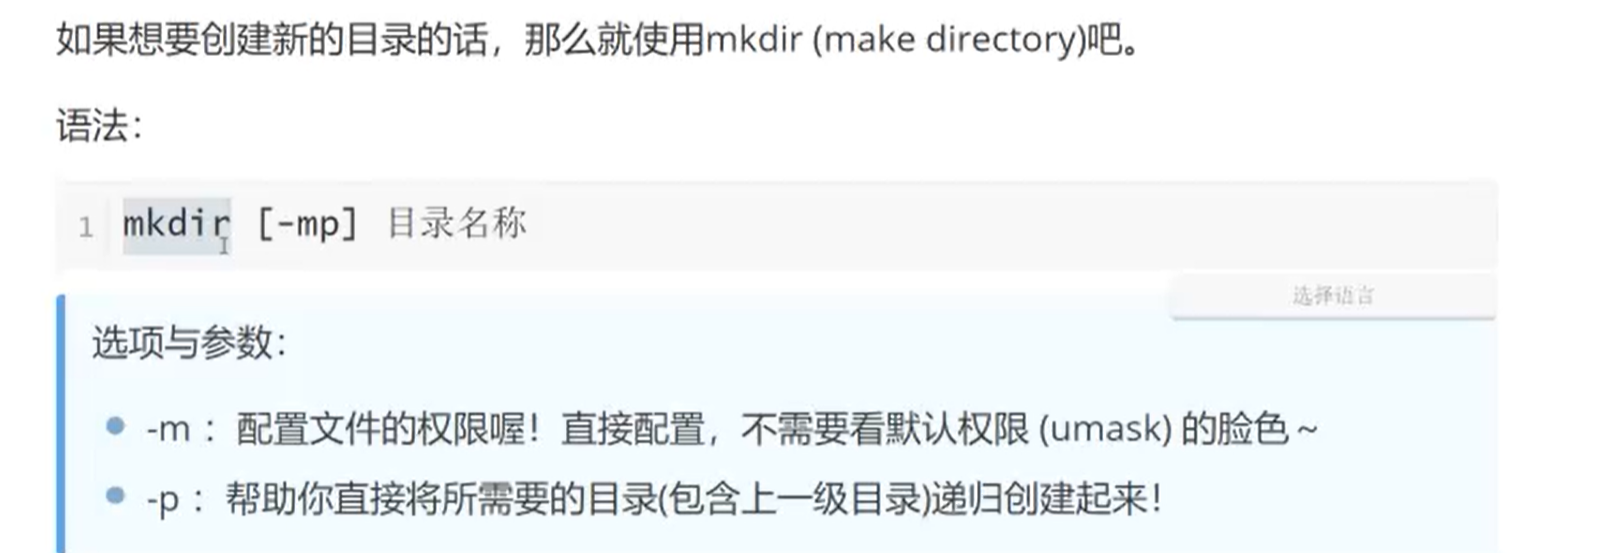 如果想要创建新的目录的话，那么就使用mkdir (make directory)吧。
语法：
1 mkdir [-mp] 目录名称
选择语言
选项与参数：
-m ：配置文件的权限喔！直接配置，不需要看默认权限 (umask) 的脸色～
-p ：帮助你直接将所需要的目录(包含上一级目录)递归创建起来！